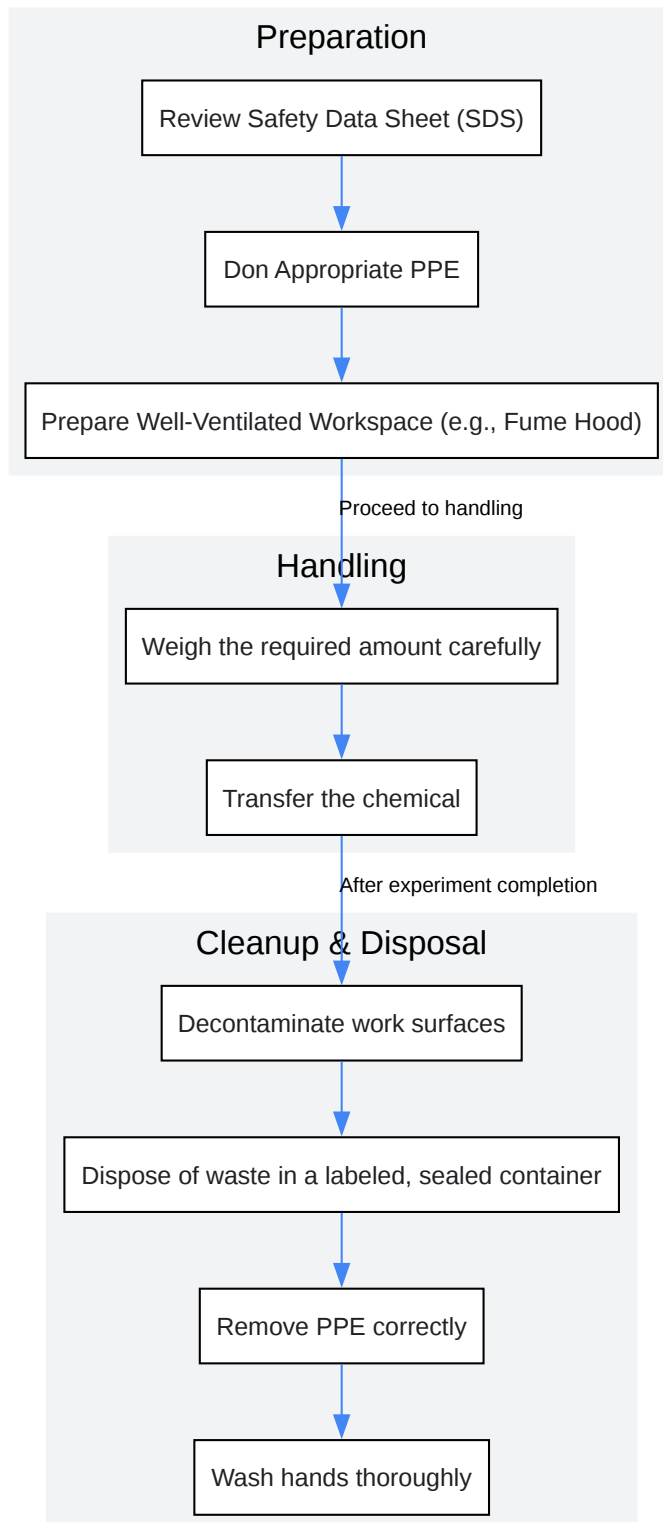 Preparation
Review Safety Data Sheet (SDS)
Don Appropriate PPE
Prepare Well-Ventilated Workspace (e.g., Fume Hood)
Proceed to handling
Handling
Weigh the required amount carefully
Transfer the chemical
After experiment completion
Cleanup & Disposal
Decontaminate work surfaces
Dispose of waste in a labeled, sealed container
Remove PPE correctly
Wash hands thoroughly